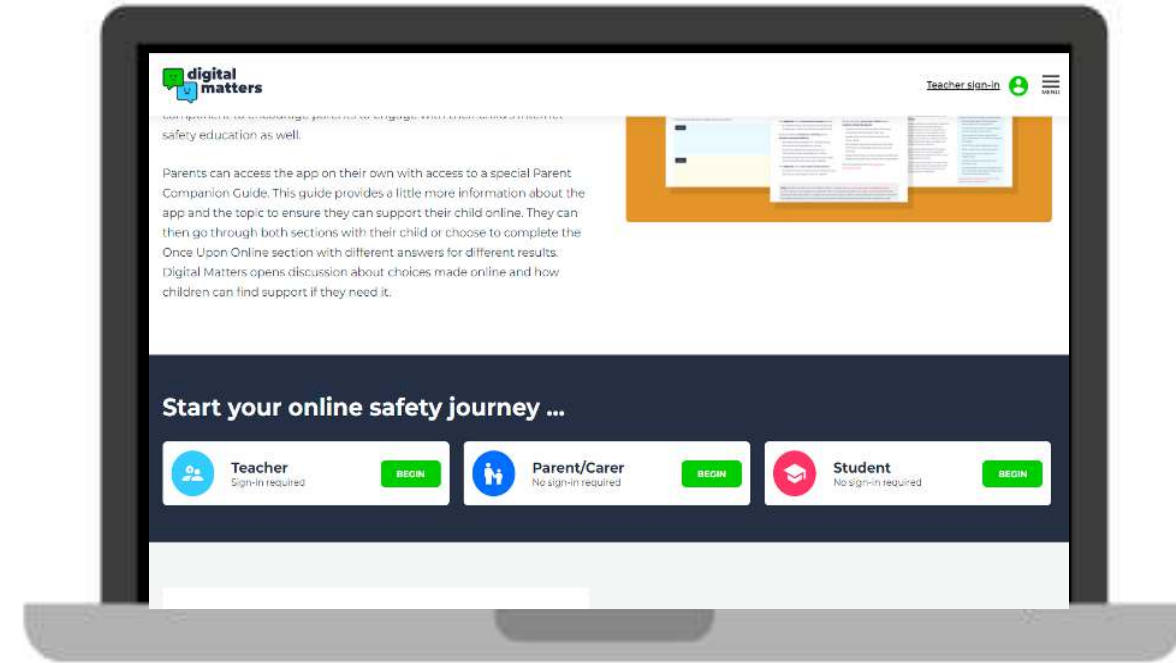 digital
matters
Teacher sign-in
MENU
safety education as well.
Parents can access the app on their own with access to a special Parent
Companion Guide. This guide provides a little more information about the
app and the topic to ensure they can support their child online. They can
then go through both sections with their child or choose to complete the
Once Upon Online section with different answers for different results.
Digital Matters opens discussion about choices made online and how
children can find support if they need it.
Start your online safety journey ...
Teacher
Sign-in required
BEGIN
Parent/Carer
No sign-in required
BEGIN
Student
No sign-in required
BEGIN